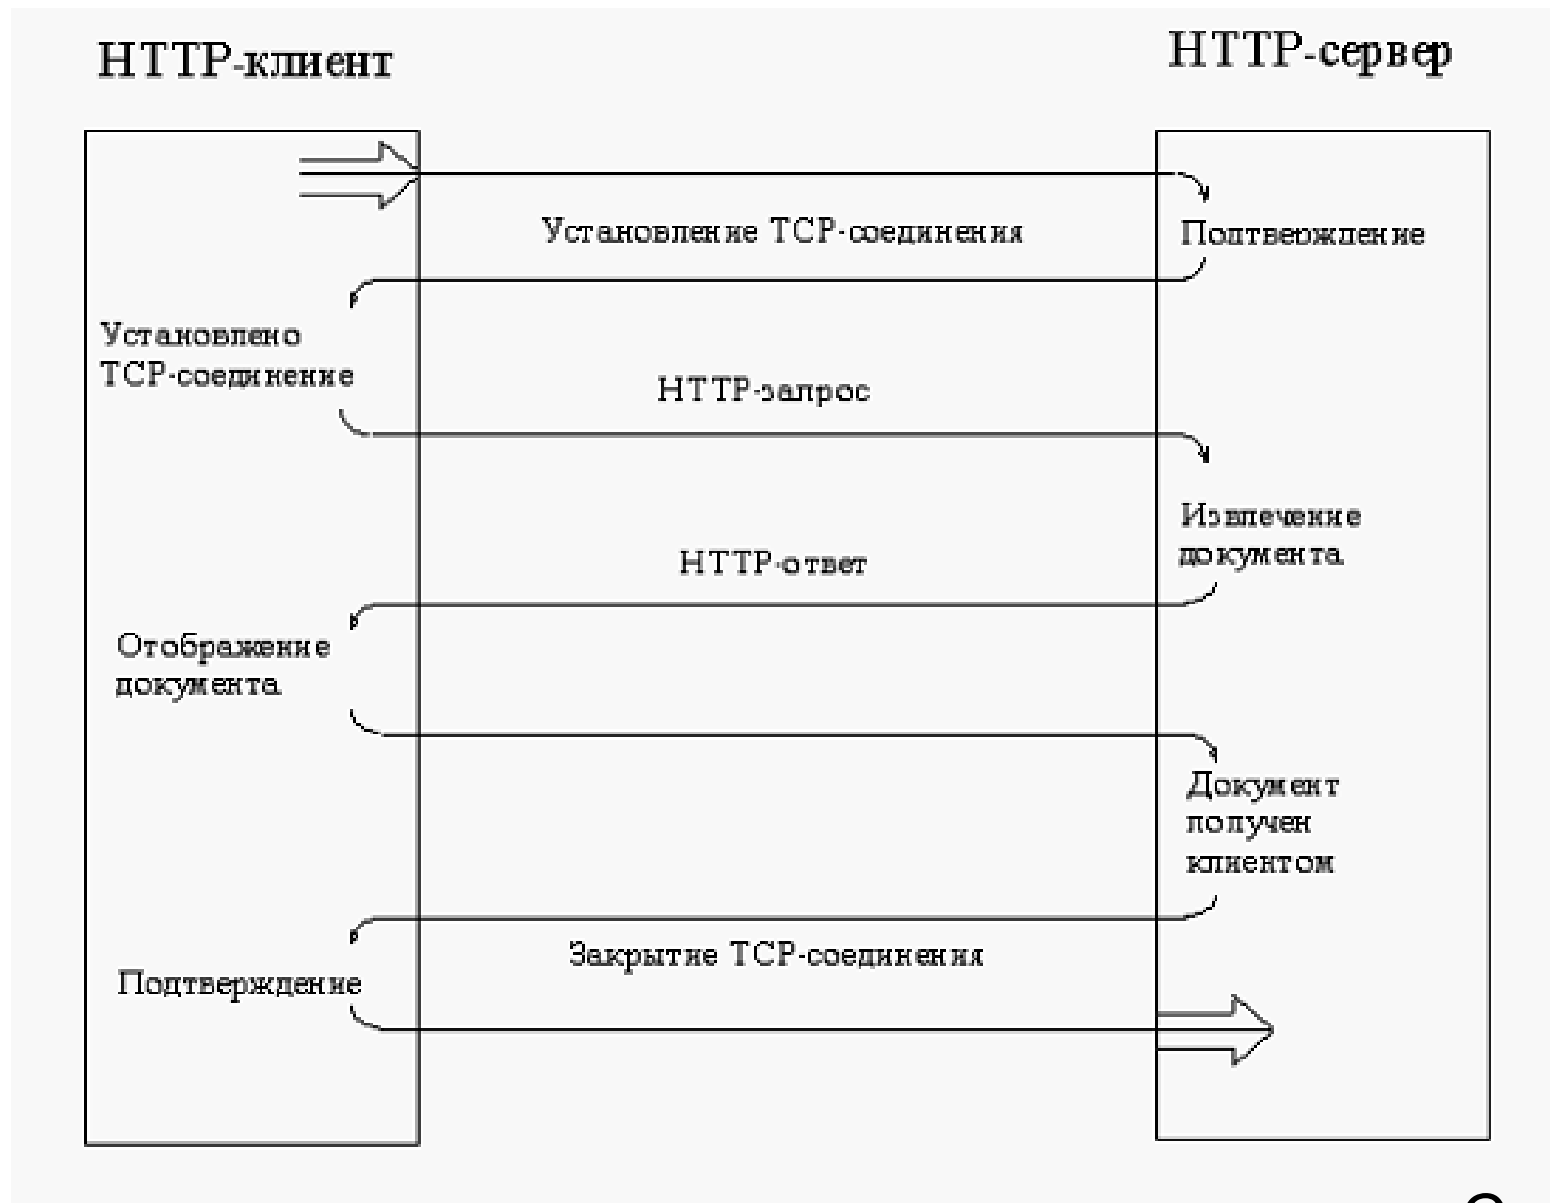 HTTP-клиент
HTTP-сервер
Установление TCP-соединения
Подтверждение
Установлено
TCP-соединение
HTTP-запрос
Извлечение
документа
HTTP-ответ
Отображение
документа
Документ
получен
клиентом
Закрытие TCP-соединения
Подтверждение